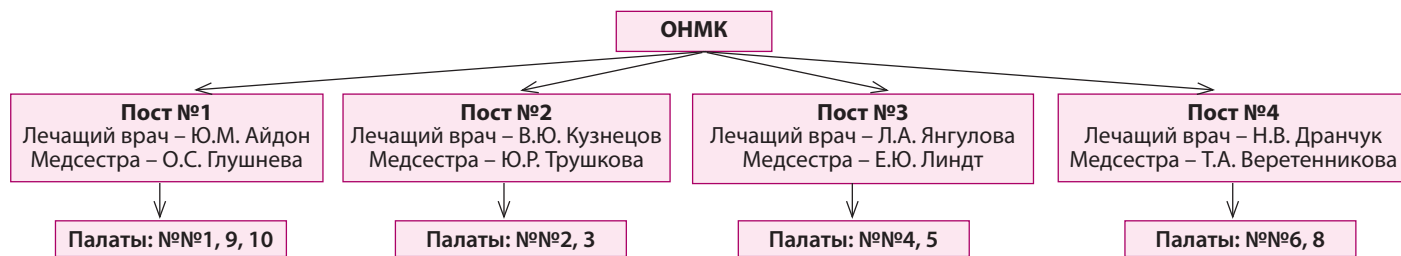 ОНМК
Пост №1
Лечащий врач – Ю.М. Айдон
Медсестра – О.С. Глушнева
Палаты: №№1, 9, 10
Пост №2
Лечащий врач – В.Ю. Кузнецов
Медсестра – Ю.Р. Трушкова
Палаты: №№2, 3
Пост №3
Лечащий врач – Л.А. Янгулова
Медсестра – Е.Ю. Линдт
Палаты: №№4, 5
Пост №4
Лечащий врач – Н.В. Дранчук
Медсестра – Т.А. Веретенникова
Палаты: №№6, 8